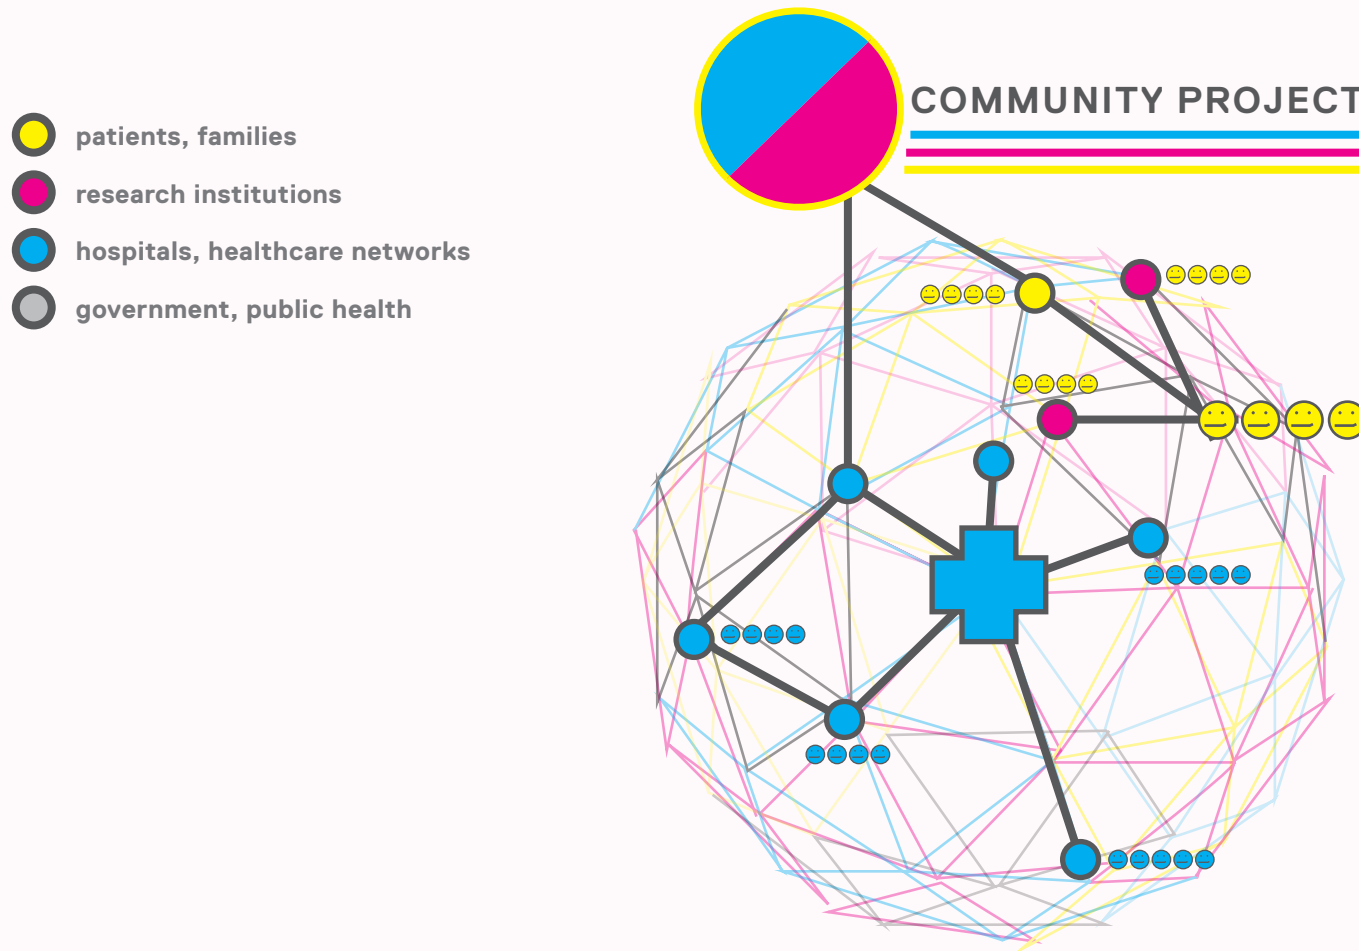 COMMUNITY PROJECT
patients, families
research institutions
hospitals, healthcare networks
government, public health